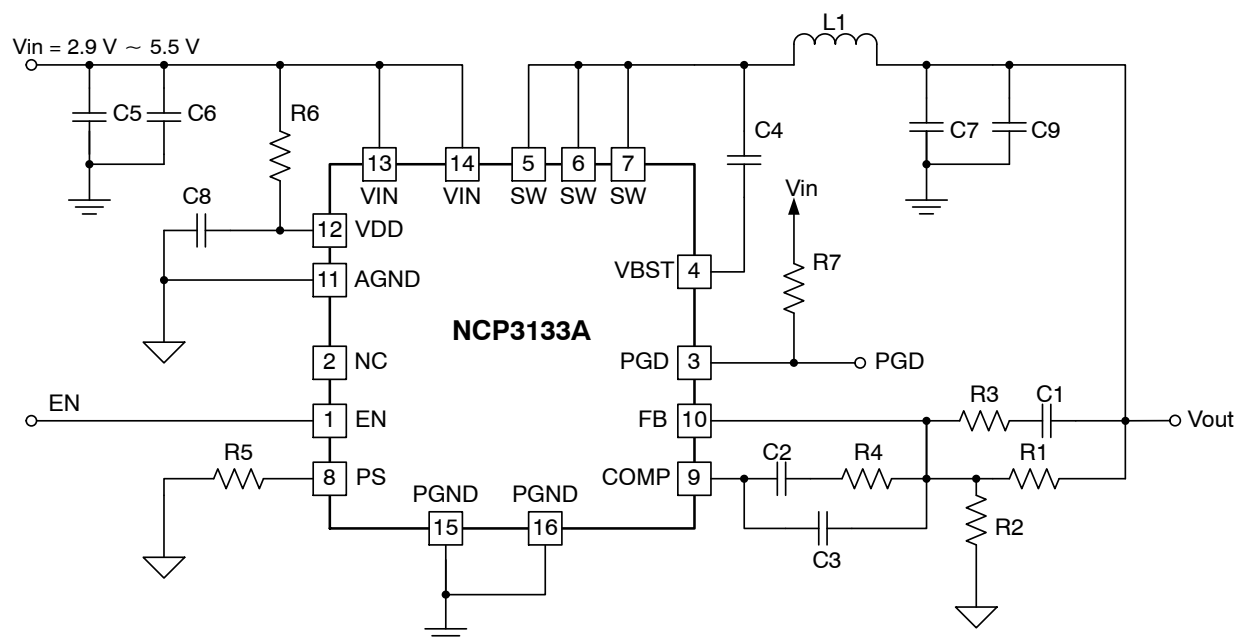 L1
Vin = 2.9 V ~ 5.5 V
C5 C6 R6 C4 C7 C9
13 14 5 6 7
VIN VIN SW SW SW
C8
Vin
12 VDD
VBST 4
R7
11 AGND
NCP3133A
2 NC
PGD 3 PGD
EN
R3 C1
1 EN
FB 10
Vout
R5
C2 R4 R1
8 PS
COMP 9
PGND PGND
15 16
R2
C3